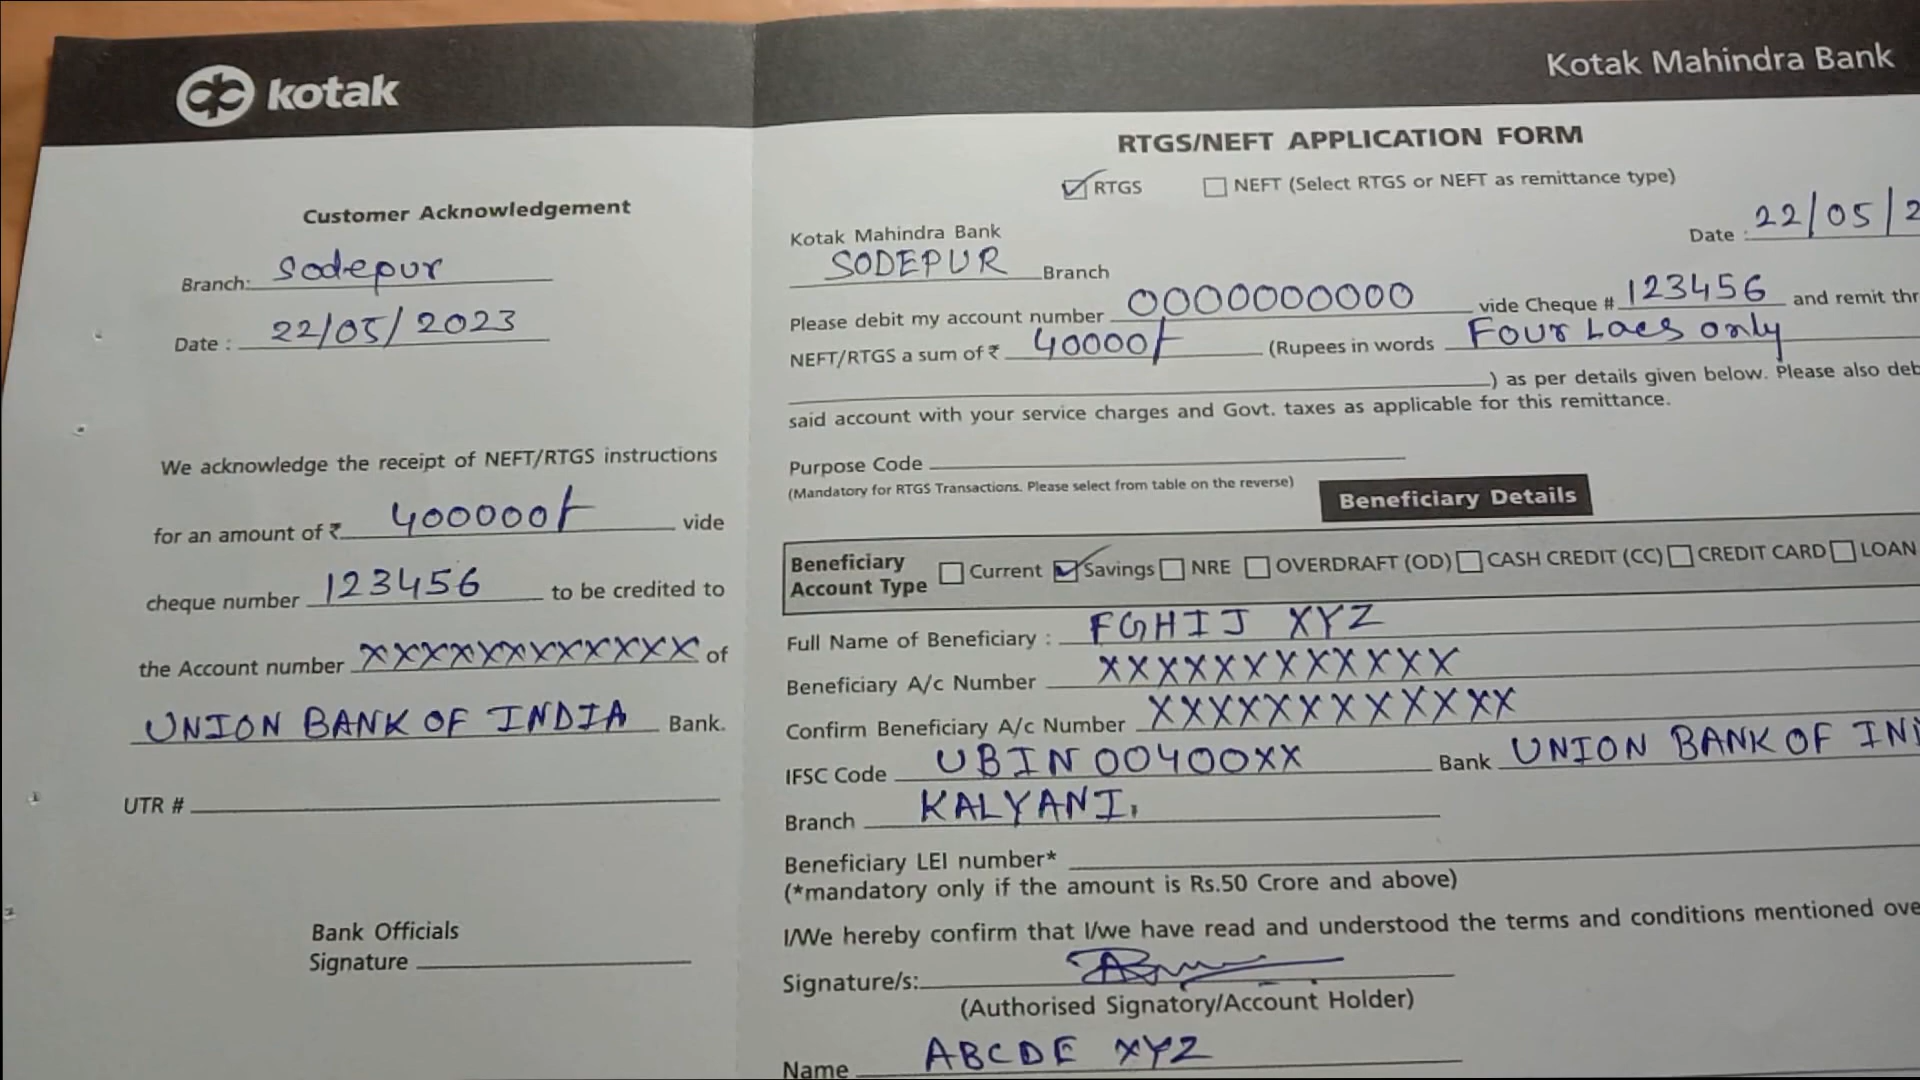 kotak
Customer Acknowledgement
Branch: Sodepur
Date : 22/05/2023
We acknowledge the receipt of NEFT/RTGS instructions
for an amount of ₹ 400000/- vide
cheque number 123456 to be credited to
the Account number XXXXXXXXXXXX of
UNION BANK OF INDIA Bank.
UTR #
Bank Officials
Signature
Kotak Mahindra Bank
RTGS/NEFT APPLICATION FORM
RTGS NEFT (Select RTGS or NEFT as remittance type)
Date : 22/05/2
Kotak Mahindra Bank
SODEPUR Branch
Please debit my account number 0000000000 vide Cheque # 123456 and remit thr
NEFT/RTGS a sum of ₹ 40000/- (Rupees in words Four Lacs only
) as per details given below. Please also deb
said account with your service charges and Govt. taxes as applicable for this remittance.
Purpose Code
(Mandatory for RTGS Transactions. Please select from table on the reverse)
Beneficiary Details
Beneficiary Account Type Current Savings NRE OVERDRAFT (OD) CASH CREDIT (CC) CREDIT CARD LOAN
Full Name of Beneficiary : FGHIJ XYZ
Beneficiary A/c Number XXXXXXXXXXXX
Confirm Beneficiary A/c Number XXXXXXXXXXXX
IFSC Code UBIN00400XX Bank UNION BANK OF INI
Branch KALYANI.
Beneficiary LEI number*
(*mandatory only if the amount is Rs.50 Crore and above)
I/We hereby confirm that I/we have read and understood the terms and conditions mentioned ove
Signature/s:
(Authorised Signatory/Account Holder)
Name ABCDE XYZ